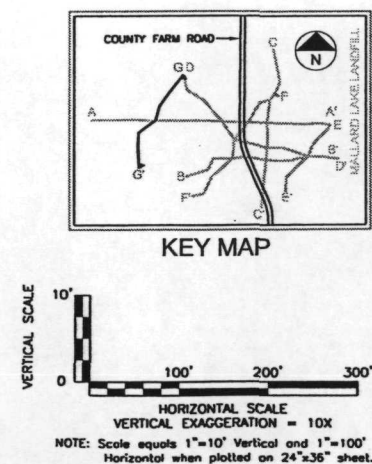 COUNTY FARM ROAD
C
N
MALLARD LAKE LANDFILL
G D
F
A
A'
E
B'
D'
G'
B
F'
E'
C'
KEY MAP
VERTICAL SCALE
10'
0
100'
200'
300'
HORIZONTAL SCALE
VERTICAL EXAGGERATION = 10X
NOTE: Scale equals 1"=10' Vertical and 1"=100'
Horizontal when plotted on 24"x36" sheet.